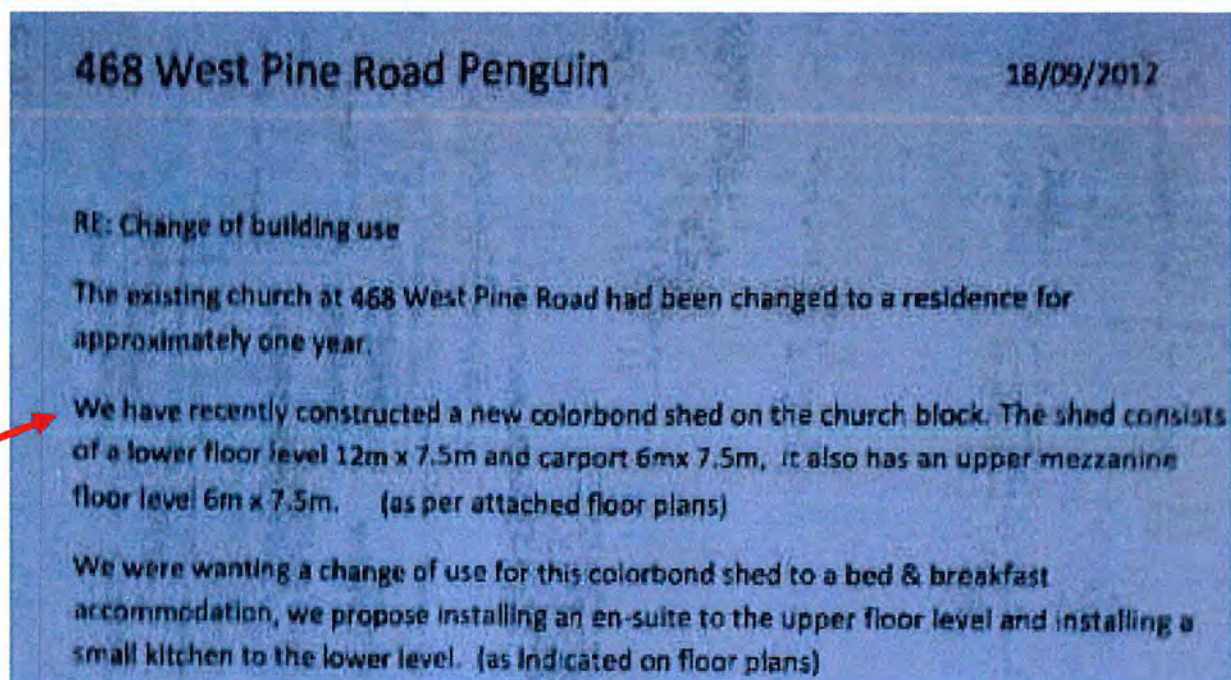 468 West Pine Road Penguin 18/09/2012
RE: Change of building use
The existing church at 468 West Pine Road had been changed to a residence for
approximately one year.
We have recently constructed a new colorbond shed on the church block. The shed consists
of a lower floor level 12m x 7.5m and carport 6mx 7.5m, it also has an upper mezzanine
floor level 6m x 7.5m. (as per attached floor plans)
We were wanting a change of use for this colorbond shed to a bed & breakfast
accommodation, we propose installing an en-suite to the upper floor level and installing a
small kitchen to the lower level. (as indicated on floor plans)